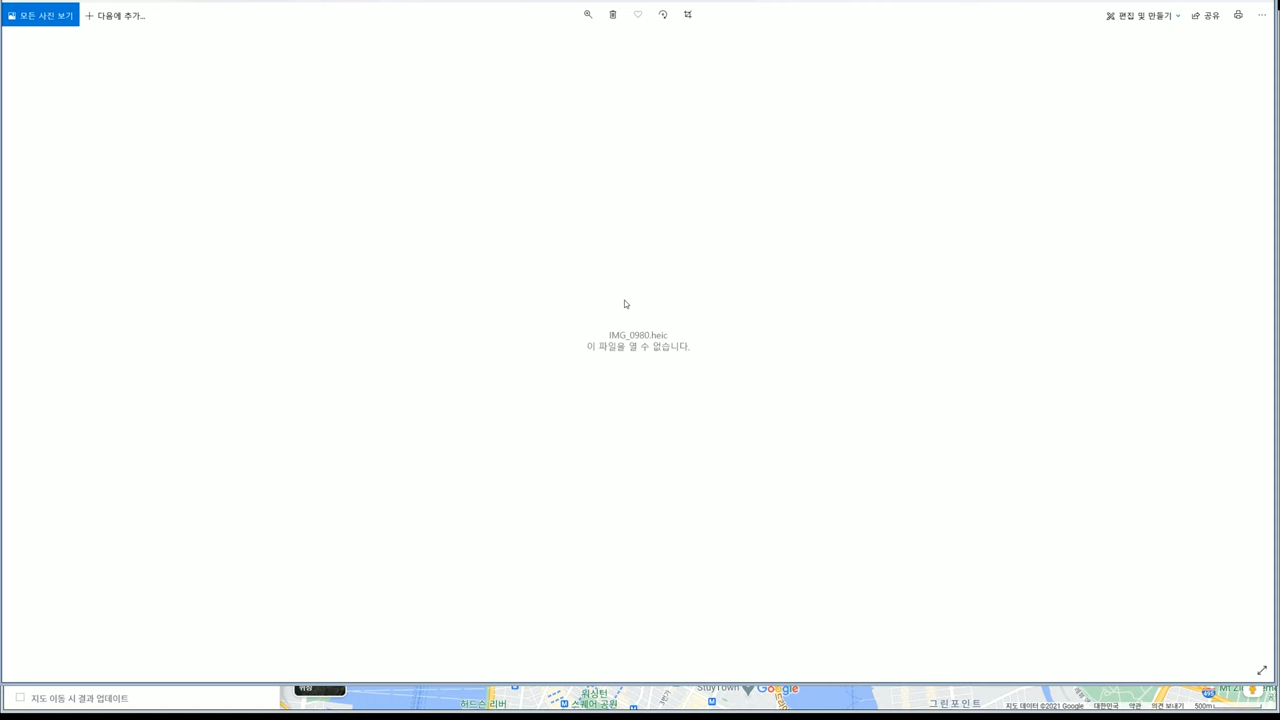 모든 사진 보기
다음에 추가...
편집 및 만들기
공유
IMG_0980.heic
이 파일을 열 수 없습니다.
지도 이동 시 결과 업데이트
위성
허드슨 리버
워싱턴
스퀘어 공원
StuyTown
Google
그린포인트
495
지도 데이터 ©2021 Google
대한민국
약관
의견 보내기
500m